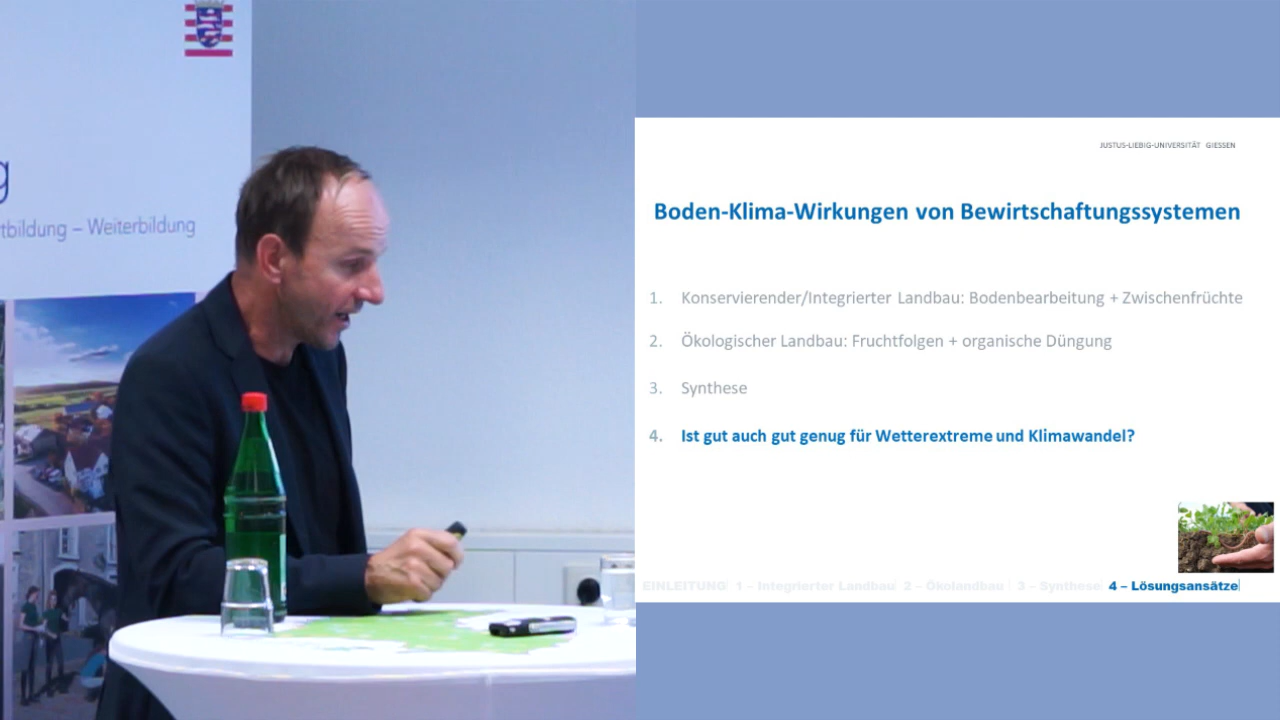 tbildung – Weiterbildung
JUSTUS-LIEBIG-UNIVERSITÄT GIESSEN
Boden-Klima-Wirkungen von Bewirtschaftungssystemen
1. Konservierender/Integrierter Landbau: Bodenbearbeitung + Zwischenfrüchte
2. Ökologischer Landbau: Fruchtfolgen + organische Düngung
3. Synthese
4. Ist gut auch gut genug für Wetterextreme und Klimawandel?
EINLEITUNG 1 – Integrierter Landbau 2 – Ökolandbau 3 – Synthese 4 – Lösungsansätze